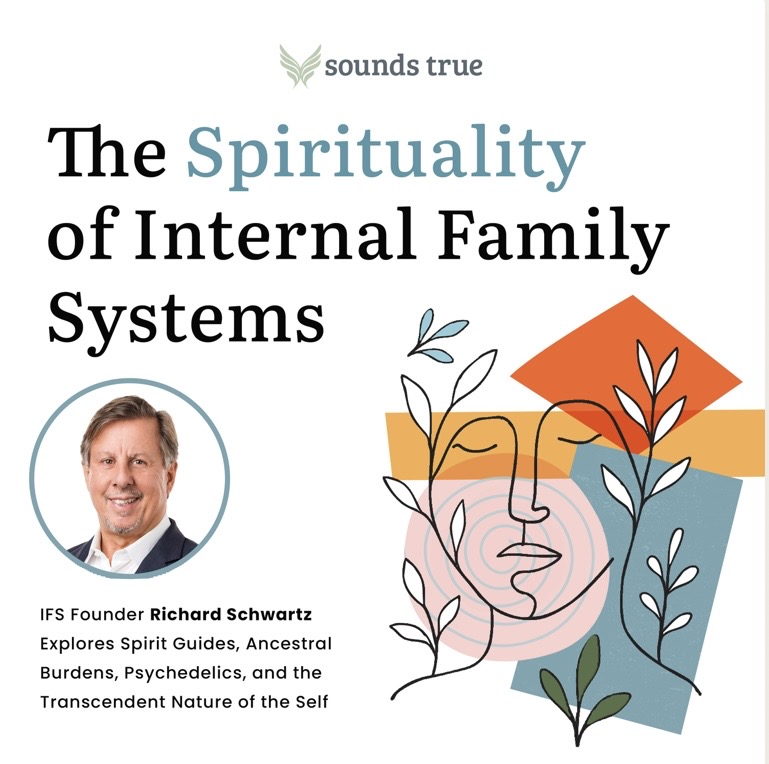 sounds true
The Spirituality
of Internal Family
Systems
IFS Founder Richard Schwartz
Explores Spirit Guides, Ancestral
Burdens, Psychedelics, and the
Transcendent Nature of the Self